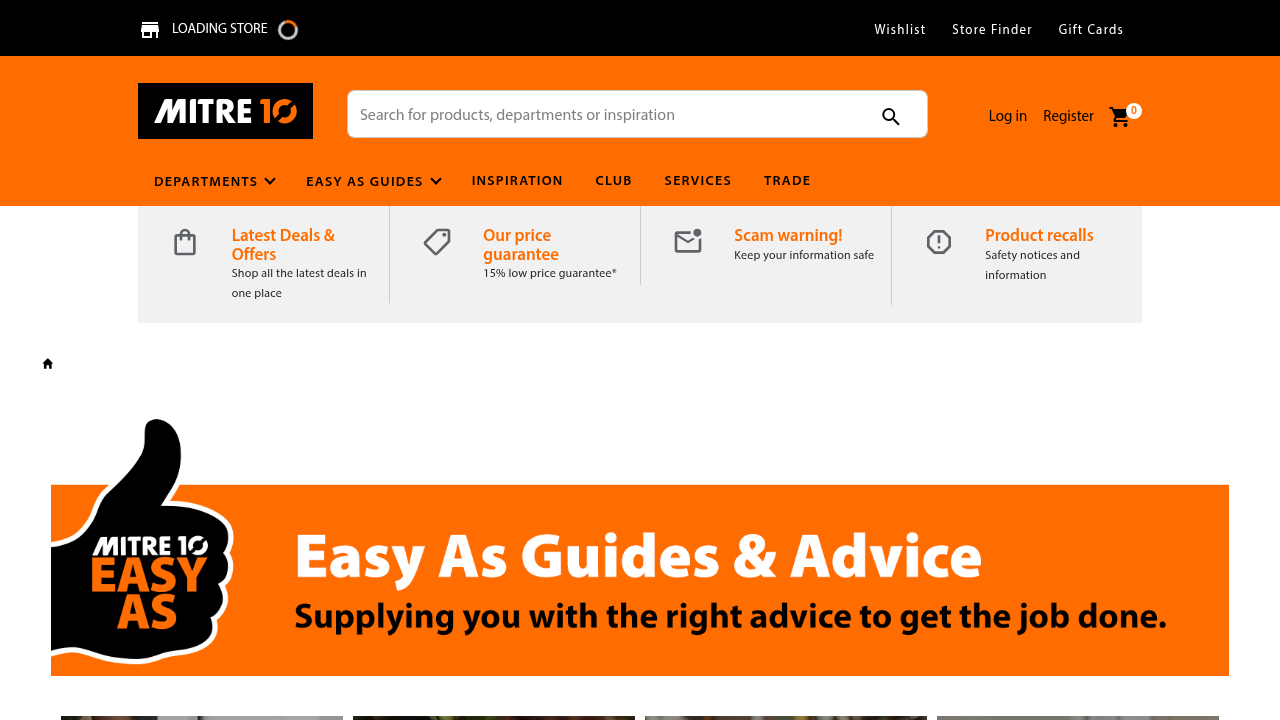 LOADING STORE
Wishlist
Store Finder
Gift Cards
MITRE 10
Search for products, departments or inspiration
Log in
Register
0
DEPARTMENTS
EASY AS GUIDES
INSPIRATION
CLUB
SERVICES
TRADE
Latest Deals &
Offers
Shop all the latest deals in
one place
Our price
guarantee
15% low price guarantee*
Scam warning!
Keep your information safe
Product recalls
Safety notices and
information
MITRE 10
EASY
AS
Easy As Guides & Advice
Supplying you with the right advice to get the job done.